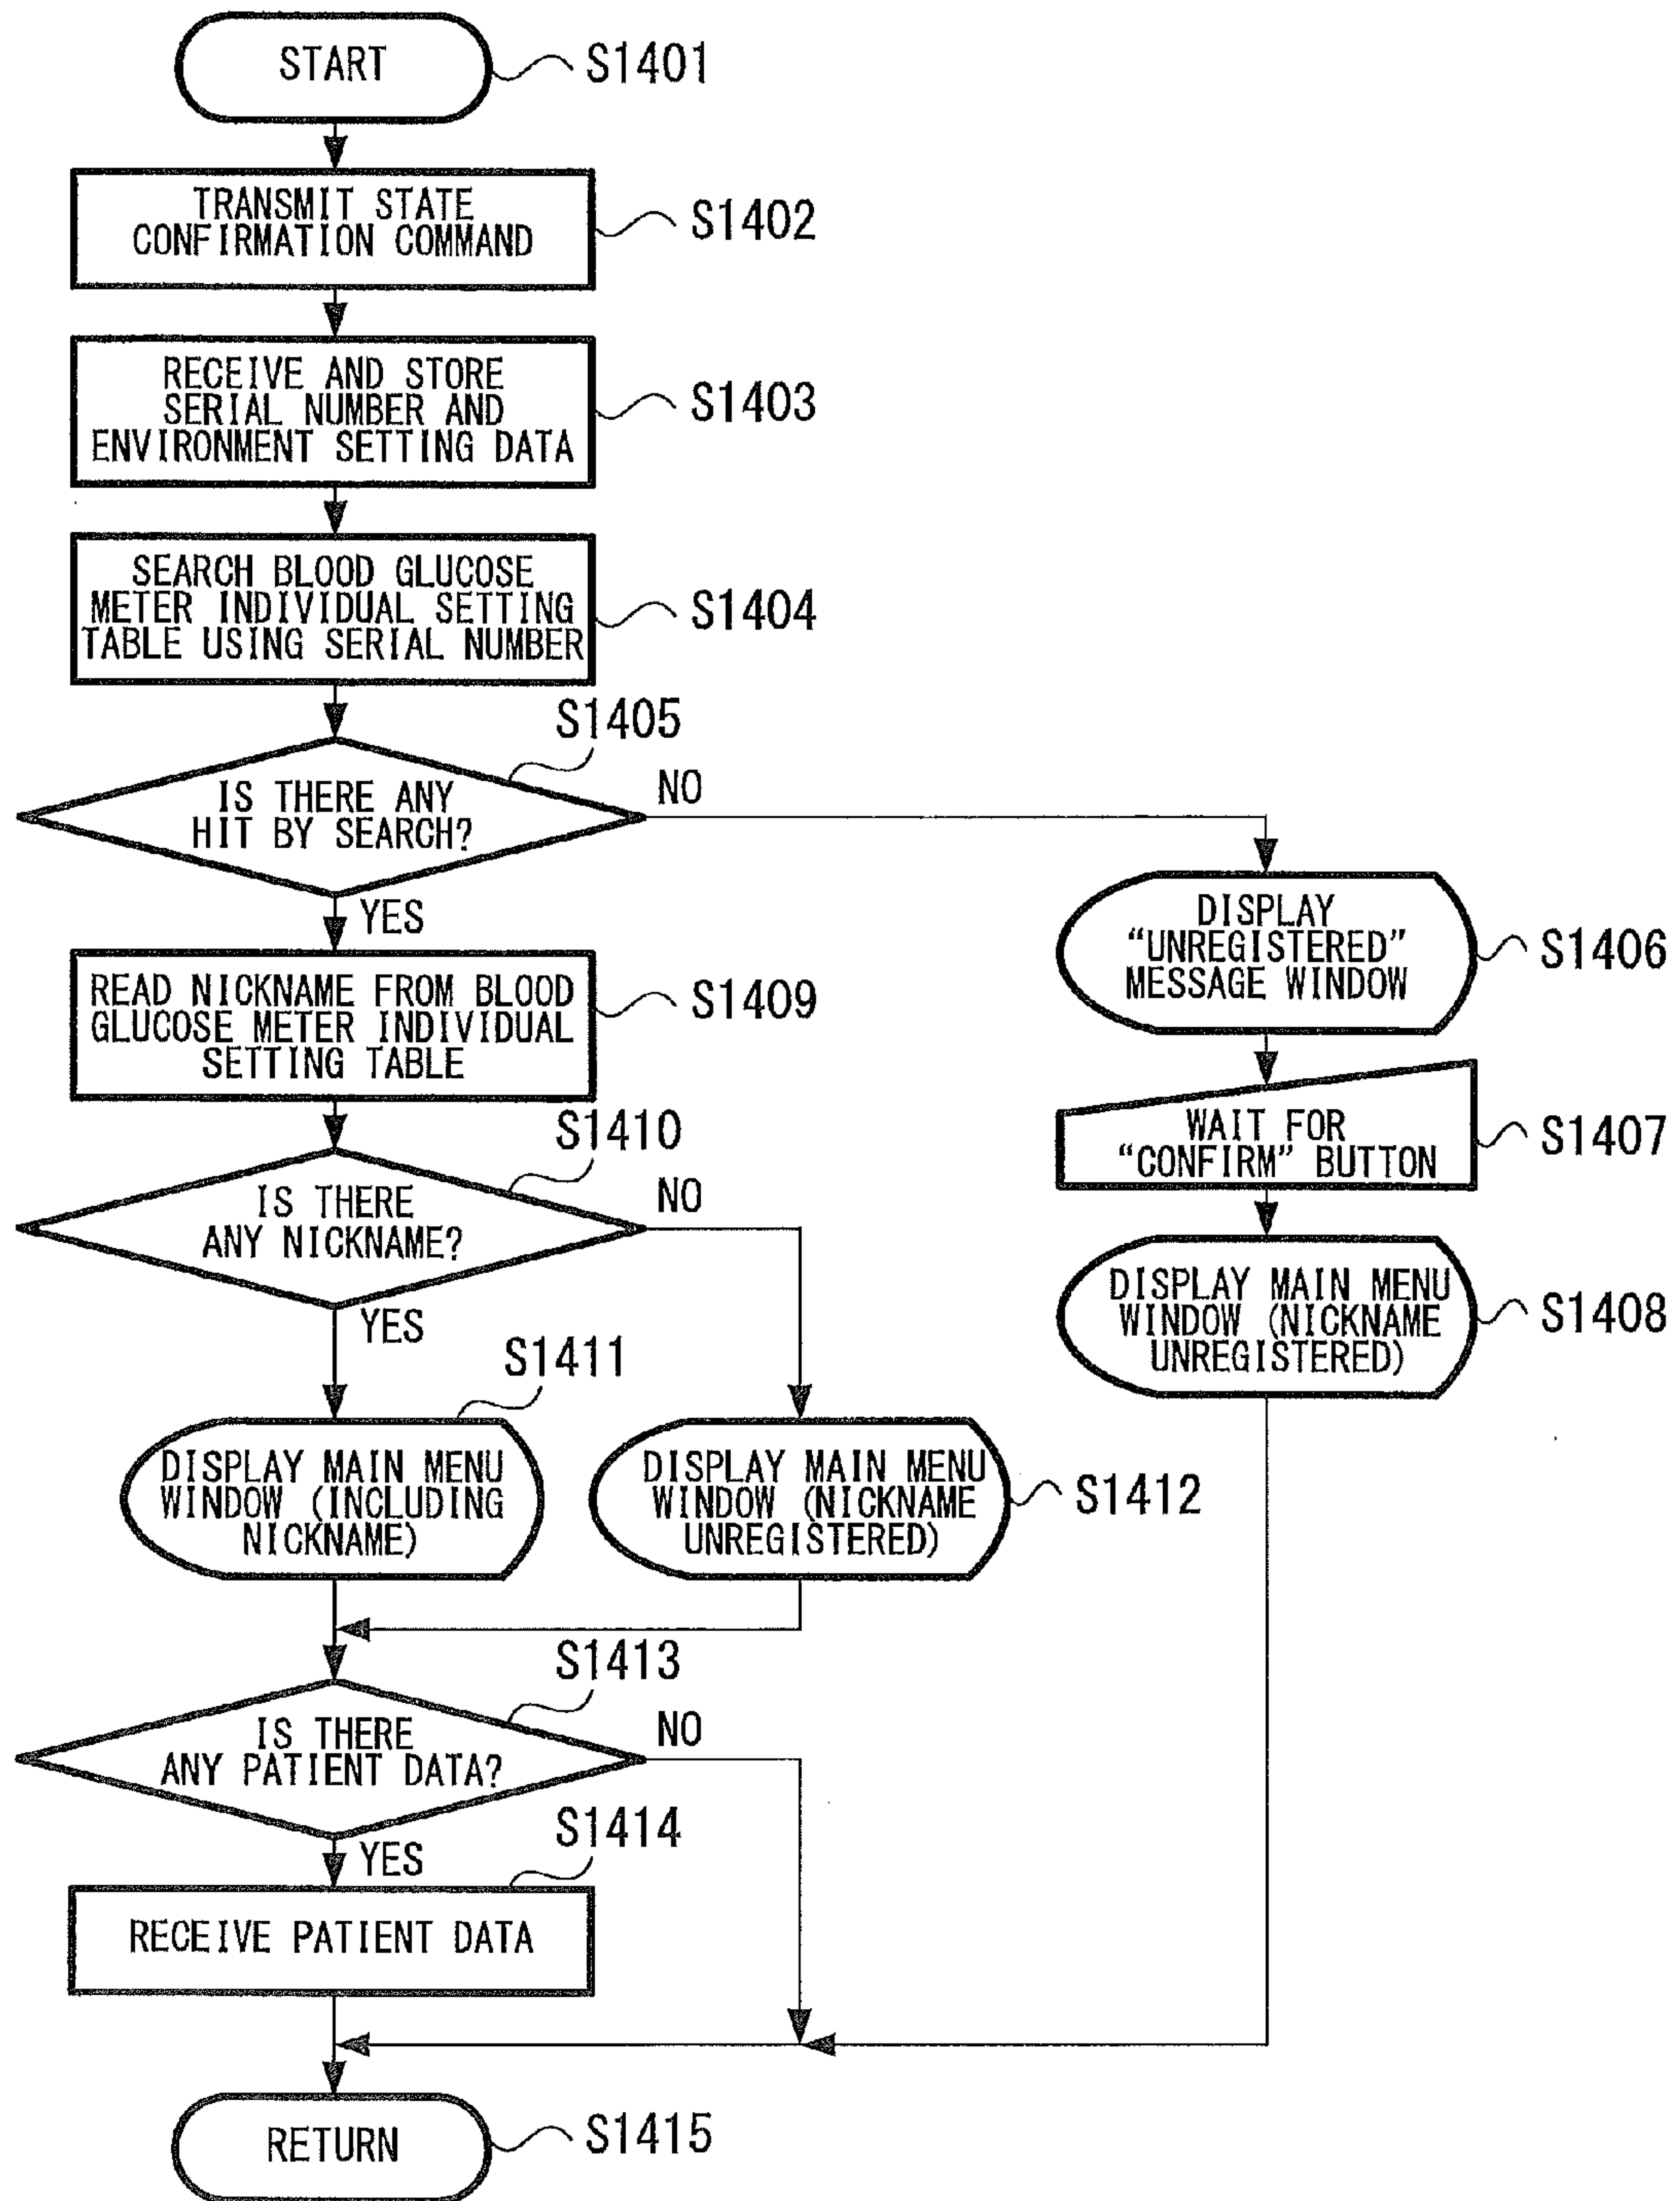 START
S1401
TRANSMIT STATE
CONFIRMATION COMMAND
S1402
RECEIVE AND STORE
SERIAL NUMBER AND
ENVIRONMENT SETTING DATA
S1403
SEARCH BLOOD GLUCOSE
METER INDIVIDUAL SETTING
TABLE USING SERIAL NUMBER
S1404
S1405
IS THERE ANY
HIT BY SEARCH?
NO
YES
DISPLAY
“UNREGISTERED”
MESSAGE WINDOW
S1406
READ NICKNAME FROM BLOOD
GLUCOSE METER INDIVIDUAL
SETTING TABLE
S1409
WAIT FOR
“CONFIRM” BUTTON
S1407
S1410
IS THERE
ANY NICKNAME?
NO
YES
DISPLAY MAIN MENU
WINDOW (NICKNAME
UNREGISTERED)
S1408
S1411
DISPLAY MAIN MENU
WINDOW (INCLUDING
NICKNAME)
DISPLAY MAIN MENU
WINDOW (NICKNAME
UNREGISTERED)
S1412
S1413
IS THERE
ANY PATIENT DATA?
NO
YES
S1414
RECEIVE PATIENT DATA
RETURN
S1415